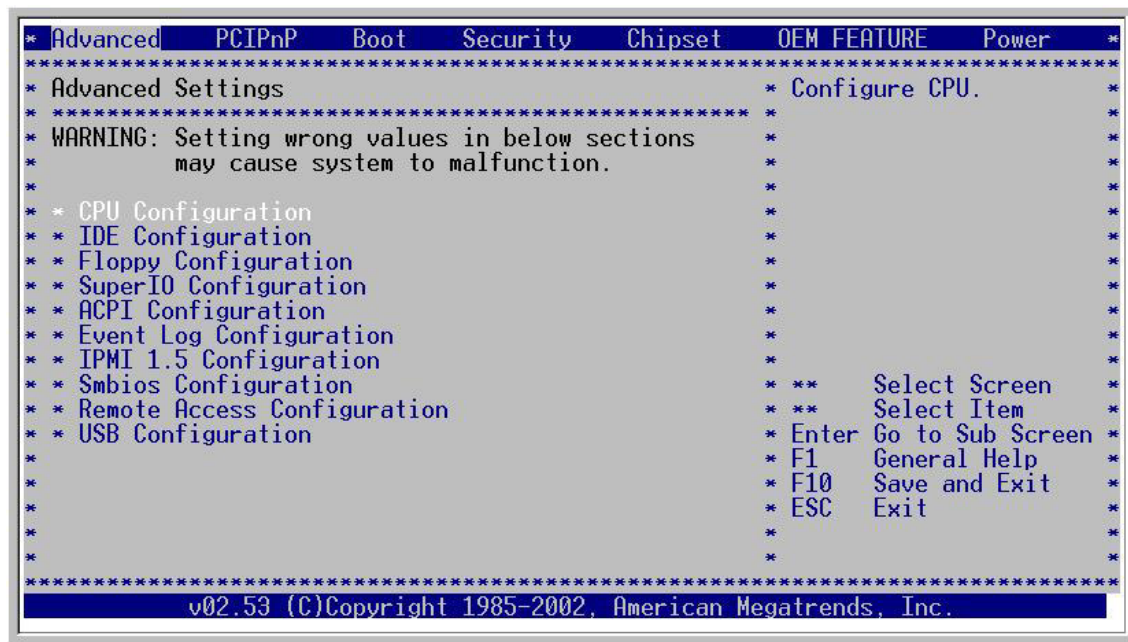 * Advanced PCIPnP Boot Security Chipset OEM FEATURE Power *
********************************************************************************
* Advanced Settings * Configure CPU. *
* *************************************************** * *
* WARNING: Setting wrong values in below sections * *
* may cause system to malfunction. * *
* * *
* * CPU Configuration * *
* * IDE Configuration * *
* * Floppy Configuration * *
* * SuperIO Configuration * *
* * ACPI Configuration * *
* * Event Log Configuration * *
* * IPMI 1.5 Configuration * *
* * Smbios Configuration * ** Select Screen *
* * Remote Access Configuration * ** Select Item *
* * USB Configuration * Enter Go to Sub Screen *
* * F1 General Help *
* * F10 Save and Exit *
* * ESC Exit *
* * *
* * *
********************************************************************************
v02.53 (C)Copyright 1985-2002, American Megatrends, Inc.